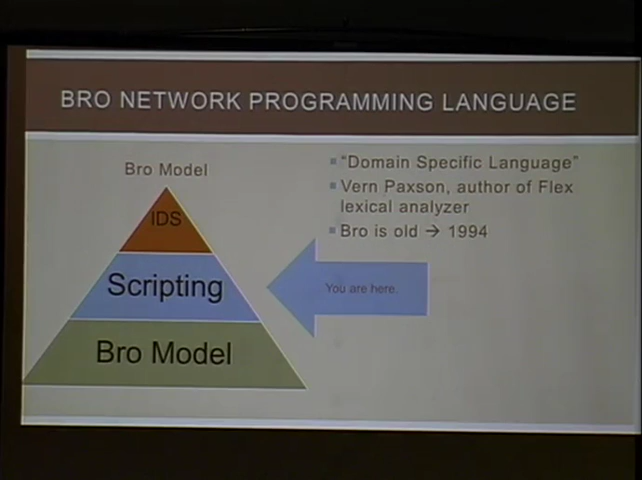 BRO NETWORK PROGRAMMING LANGUAGE
Bro Model
IDS
Scripting
Bro Model
"Domain Specific Language"
Vern Paxson, author of Flex
lexical analyzer
Bro is old → 1994
You are here.